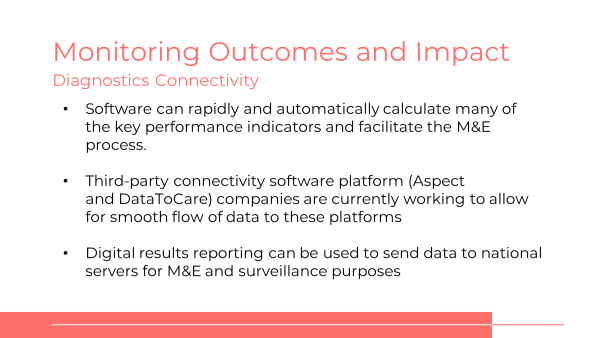 Monitoring Outcomes and Impact
Diagnostics Connectivity
• Software can rapidly and automatically calculate many of
the key performance indicators and facilitate the M&E
process.
• Third-party connectivity software platform (Aspect
and DataToCare) companies are currently working to allow
for smooth flow of data to these platforms
• Digital results reporting can be used to send data to national
servers for M&E and surveillance purposes